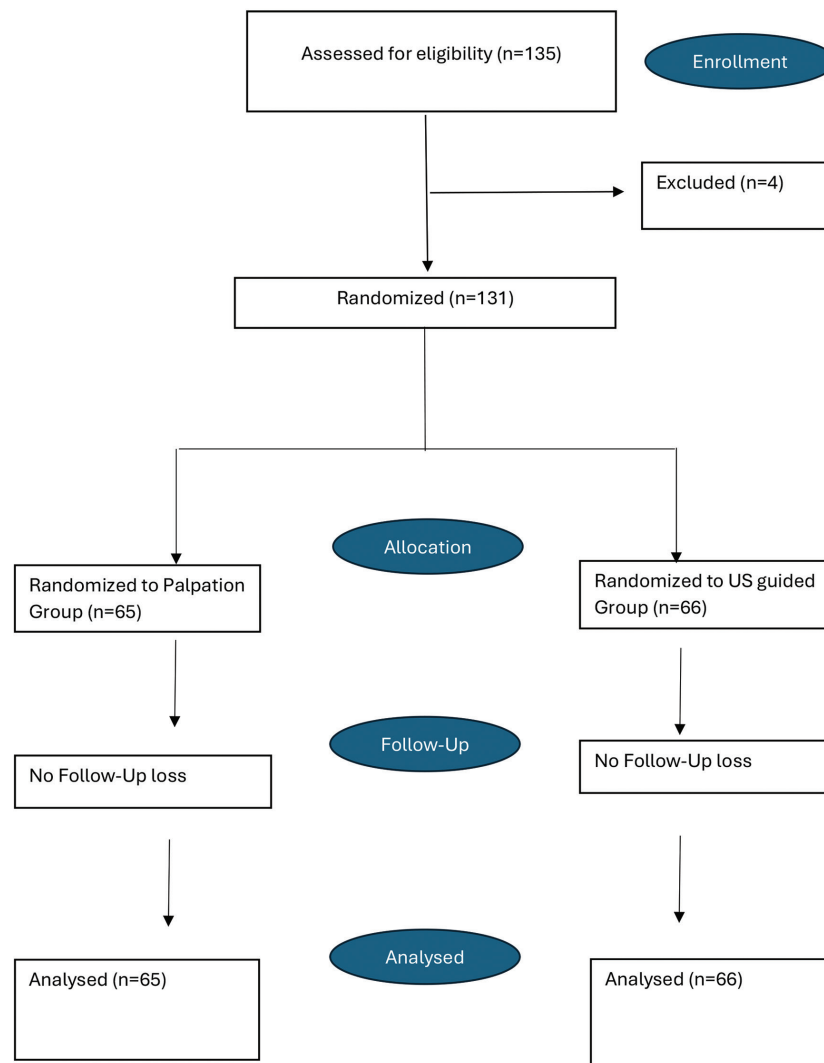 Assessed for eligibility (n=135)
Enrollment
Excluded (n=4)
Randomized (n=131)
Allocation
Randomized to Palpation
Group (n=65)
Randomized to US guided
Group (n=66)
Follow-Up
No Follow-Up loss
No Follow-Up loss
Analysed
Analysed (n=65)
Analysed (n=66)